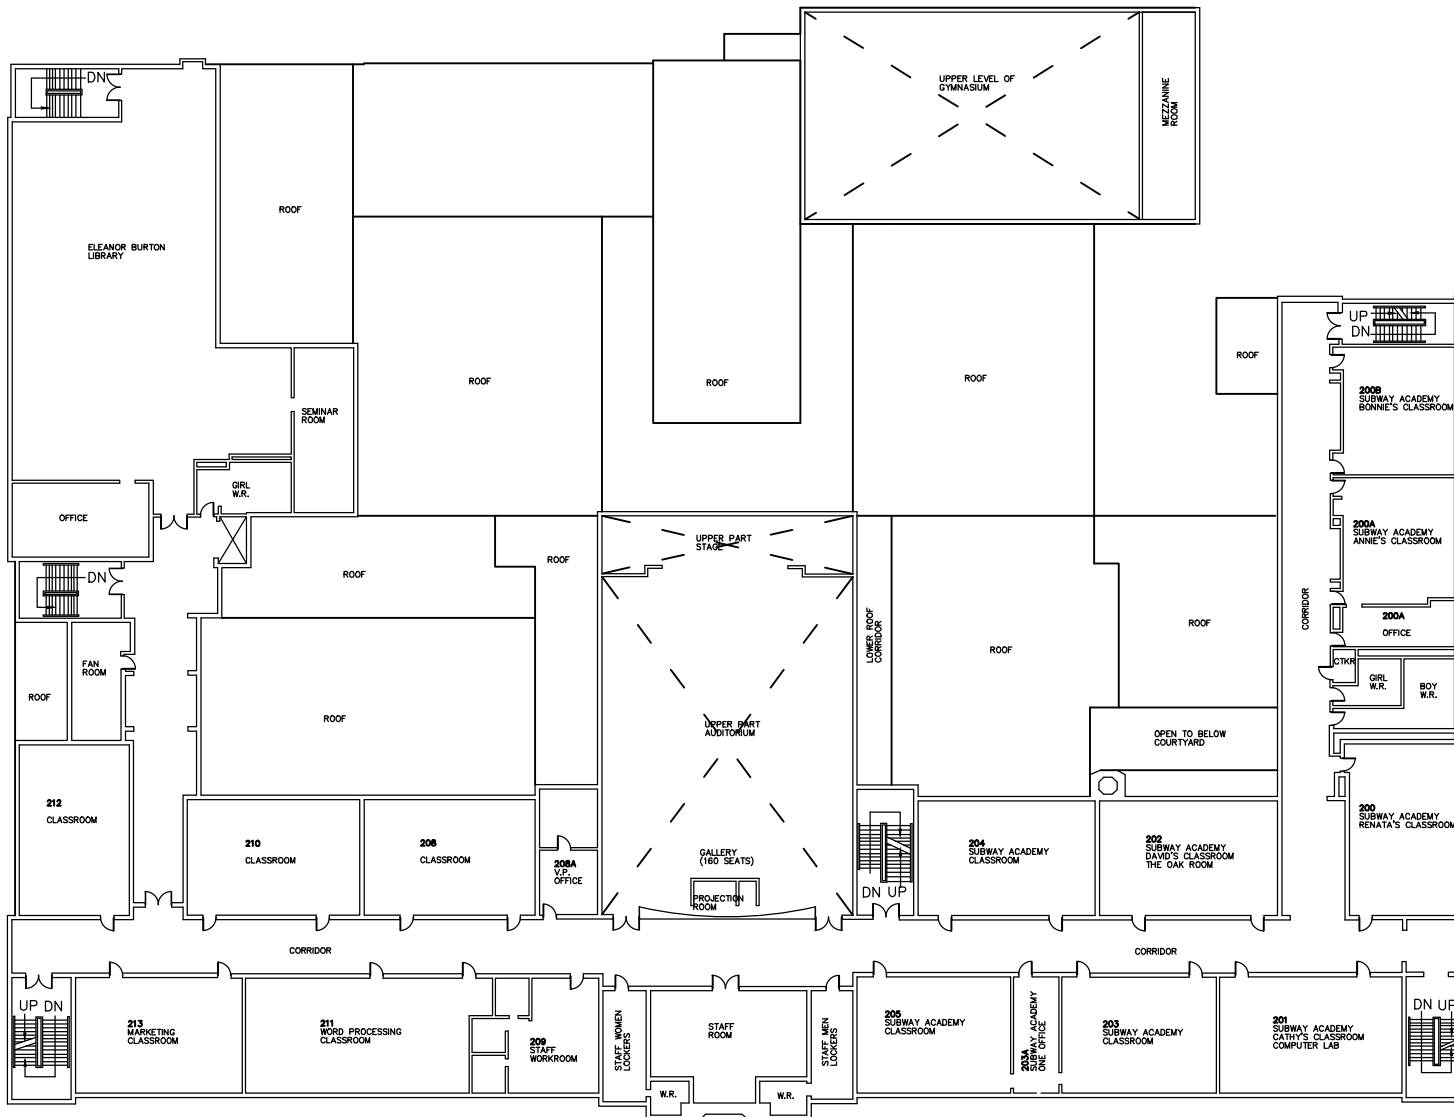 DN
UPPER LEVEL OF
GYMNASIUM
MEZZANINE
ROOM
ROOF
ELEANOR BURTON
LIBRARY
UP
DN
ROOF
ROOF
ROOF
ROOF
200B
SUBWAY ACADEMY
BONNIE'S CLASSROOM
SEMINAR
ROOM
GIRL
W.R.
OFFICE
200A
SUBWAY ACADEMY
ANNIE'S CLASSROOM
UPPER PART
STAGE
ROOF
ROOF
DN
CORRIDOR
200A
OFFICE
LOWER ROOF
CORRIDOR
ROOF
ROOF
FAN
ROOM
ROOF
CTKR
GIRL
W.R.
BOY
W.R.
ROOF
UPPER PART
AUDITORIUM
OPEN TO BELOW
COURTYARD
212
CLASSROOM
210
CLASSROOM
208
CLASSROOM
208A
V.P.
OFFICE
GALLERY
(160 SEATS)
PROJECTION
ROOM
DN UP
204
SUBWAY ACADEMY
CLASSROOM
202
SUBWAY ACADEMY
DAVID'S CLASSROOM
THE OAK ROOM
200
SUBWAY ACADEMY
RENATA'S CLASSROOM
CORRIDOR
CORRIDOR
UP DN
213
MARKETING
CLASSROOM
211
WORD PROCESSING
CLASSROOM
209
STAFF
WORKROOM
STAFF WOMEN
LOCKERS
STAFF
ROOM
STAFF MEN
LOCKERS
W.R.
W.R.
205
SUBWAY ACADEMY
CLASSROOM
203A
SUBWAY ACADEMY
ONE OFFICE
203
SUBWAY ACADEMY
CLASSROOM
201
SUBWAY ACADEMY
CATHY'S CLASSROOM
COMPUTER LAB
DN UP